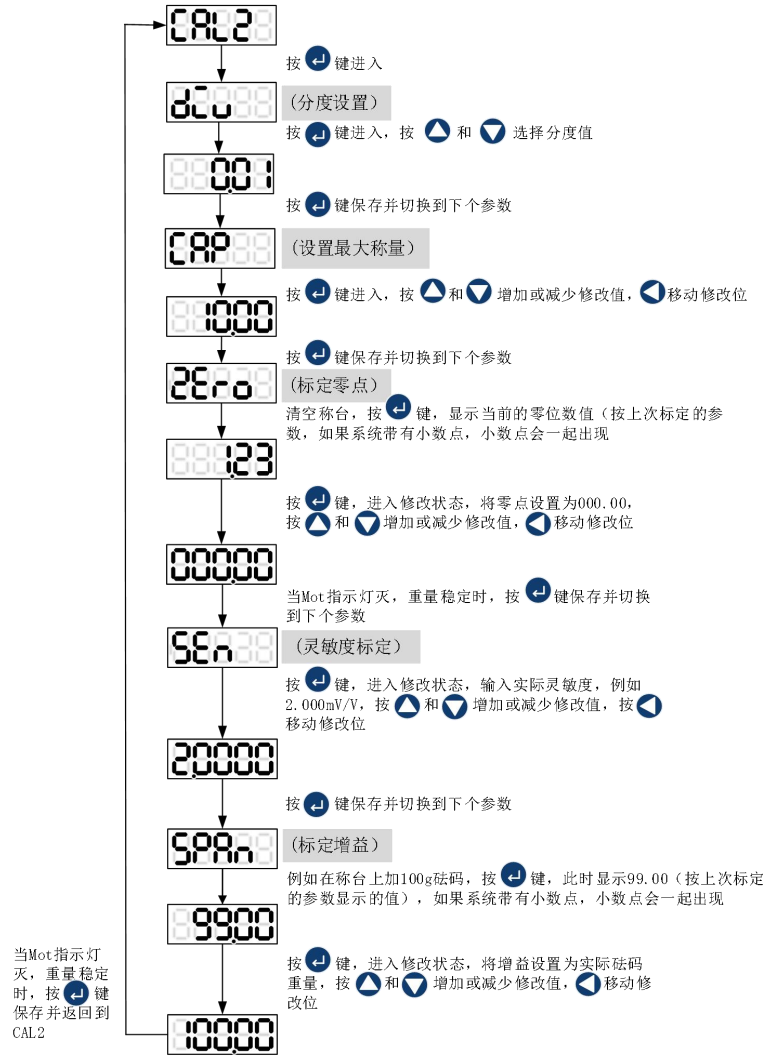 CAL2
按 键进入
diu
(分度设置)
按 键进入，按 和 选择分度值
0.01
按 键保存并切换到下个参数
CAP
(设置最大称量)
按 键进入，按 和 增加或减少修改值， 移动修改位
10.00
按 键保存并切换到下个参数
2Ero
(标定零点)
清空称台，按 键，显示当前的零位数值（按上次标定的参
数，如果系统带有小数点，小数点会一起出现
1.23
按 键，进入修改状态，将零点设置为000.00，
按 和 增加或减少修改值， 移动修改位
000.00
当Mot指示灯灭，重量稳定时，按 键保存并切换
到下个参数
SEn
(灵敏度标定)
按 键，进入修改状态，输入实际灵敏度，例如
2.000mV/V，按 和 增加或减少修改值，按
移动修改位
2.0000
按 键保存并切换到下个参数
SPAn
(标定增益)
例如在称台上加100g砝码，按 键，此时显示99.00（按上次标定
的参数显示的值），如果系统带有小数点，小数点会一起出现
99.00
按 键，进入修改状态，将增益设置为实际砝码
重量，按 和 增加或减少修改值， 移动修
改位
100.00
当Mot指示灯
灭，重量稳定
时，按 键
保存并返回到
CAL2